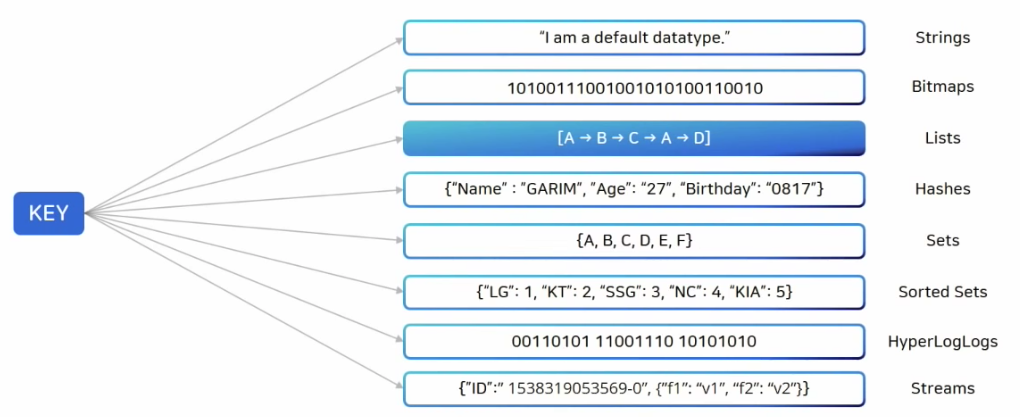 “I am a default datatype.”
Strings
10100111001001010100110010
Bitmaps
[A → B → C → A → D]
Lists
KEY
{“Name” : “GARIM”, “Age”: “27”, “Birthday”: “0817”}
Hashes
{A, B, C, D, E, F}
Sets
{“LG”: 1, “KT”: 2, “SSG”: 3, “NC”: 4, “KIA”: 5}
Sorted Sets
00110101 11001110 10101010
HyperLogLogs
{“ID”:” 1538319053569-0”, {“f1”: “v1”, “f2”: “v2”}}
Streams